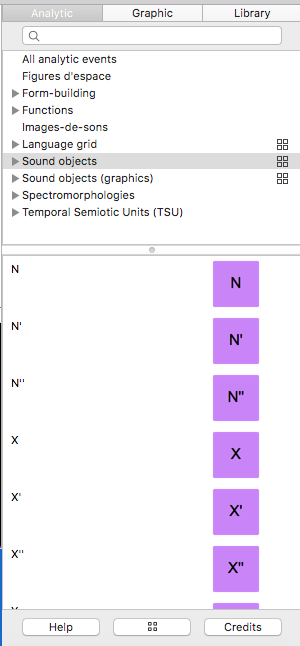 Analytic Graphic Library
All analytic events
Figures d'espace
Form-building
Functions
Images-de-sons
Language grid
Sound objects
Sound objects (graphics)
Spectromorphologies
Temporal Semiotic Units (TSU)
N N
N' N'
N'' N"
X X
X' X'
X'' X"
Help Credits